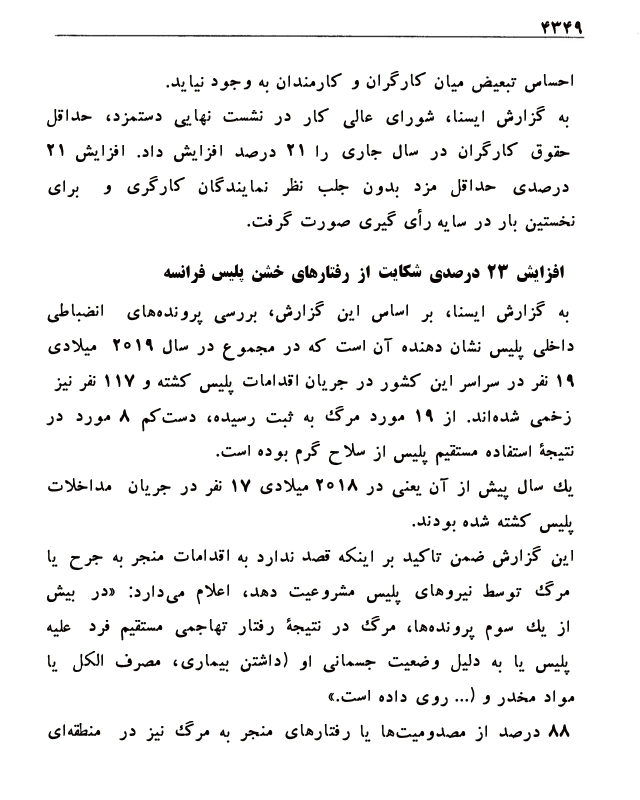 ۴۳۴۹
احساس تبعیض میان کارگران و کارمندان به وجود نیاید.
به گزارش ایسنا، شورای عالی کار در نشست نهایی دستمزد، حداقل
حقوق کارگران در سال جاری را ۲۱ درصد افزایش داد. افزایش ۲۱
درصدی حداقل مزد بدون جلب نظر نمایندگان کارگری و برای
نخستین بار در سایه رأی گیری صورت گرفت.
افزایش ۲۳ درصدی شکایت از رفتارهای خشن پلیس فرانسه
به گزارش ایسنا، بر اساس این گزارش، بررسی پرونده‌های انضباطی
داخلی پلیس نشان دهنده آن است که در مجموع در سال ۲۰۱۹ میلادی
۱۹ نفر در سراسر این کشور در جریان اقدامات پلیس کشته و ۱۱۷ نفر نیز
زخمی شده‌اند. از ۱۹ مورد مرگ به ثبت رسیده، دست‌کم ۸ مورد در
نتیجهٔ استفاده مستقیم پلیس از سلاح گرم بوده است.
یك سال پیش از آن یعنی در ۲۰۱۸ میلادی ۱۷ نفر در جریان مداخلات
پلیس کشته شده بودند.
این گزارش ضمن تاکید بر اینکه قصد ندارد به اقدامات منجر به جرح یا
مرگ توسط نیروهای پلیس مشروعیت دهد، اعلام می‌دارد: «در بیش
از یك سوم پرونده‌ها، مرگ در نتیجهٔ رفتار تهاجمی مستقیم فرد علیه
پلیس یا به دلیل وضعیت جسمانی او (داشتن بیماری، مصرف الکل یا
مواد مخدر و (... روی داده است.»
۸۸ درصد از مصدومیت‌ها یا رفتارهای منجر به مرگ نیز در منطقه‌ای